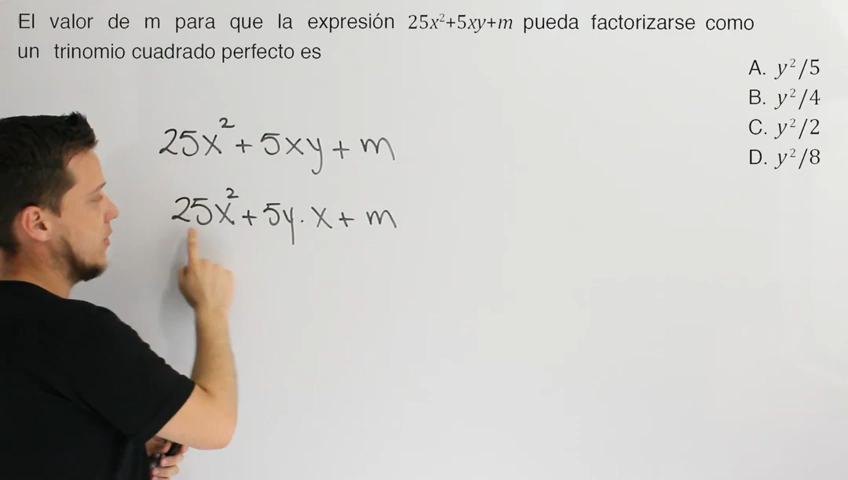 El valor de m para que la expresión 25x²+5xy+m pueda factorizarse como
un trinomio cuadrado perfecto es
A. y²/5
B. y²/4
C. y²/2
D. y²/8
25x² + 5xy + m
25x² + 5y · x + m